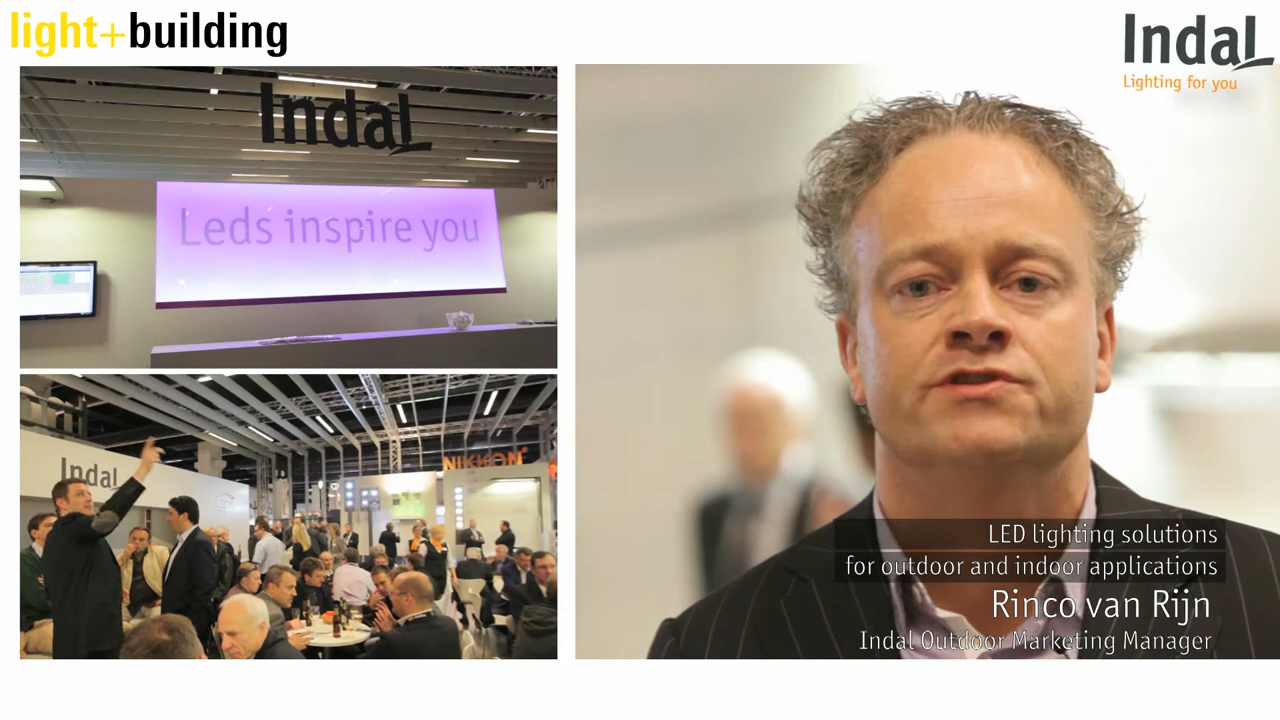 light+building
Indal
Lighting for you
Indal
Leds inspire you
Indal
NIKKON
LED lighting solutions
for outdoor and indoor applications
Rinco van Rijn
Indal Outdoor Marketing Manager